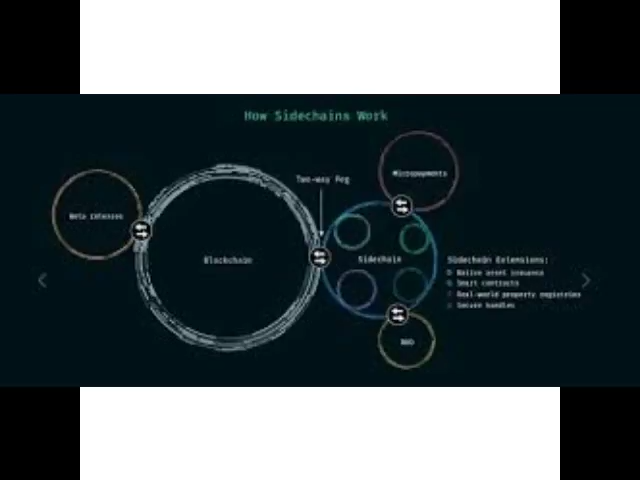 How Sidechains Work
Two-way Peg
Micropayments
Beta releases
Blockchain
Sidechain
Sidechain Extensions:
Native asset issuance
Smart contracts
Real-world property registries
Secure handles